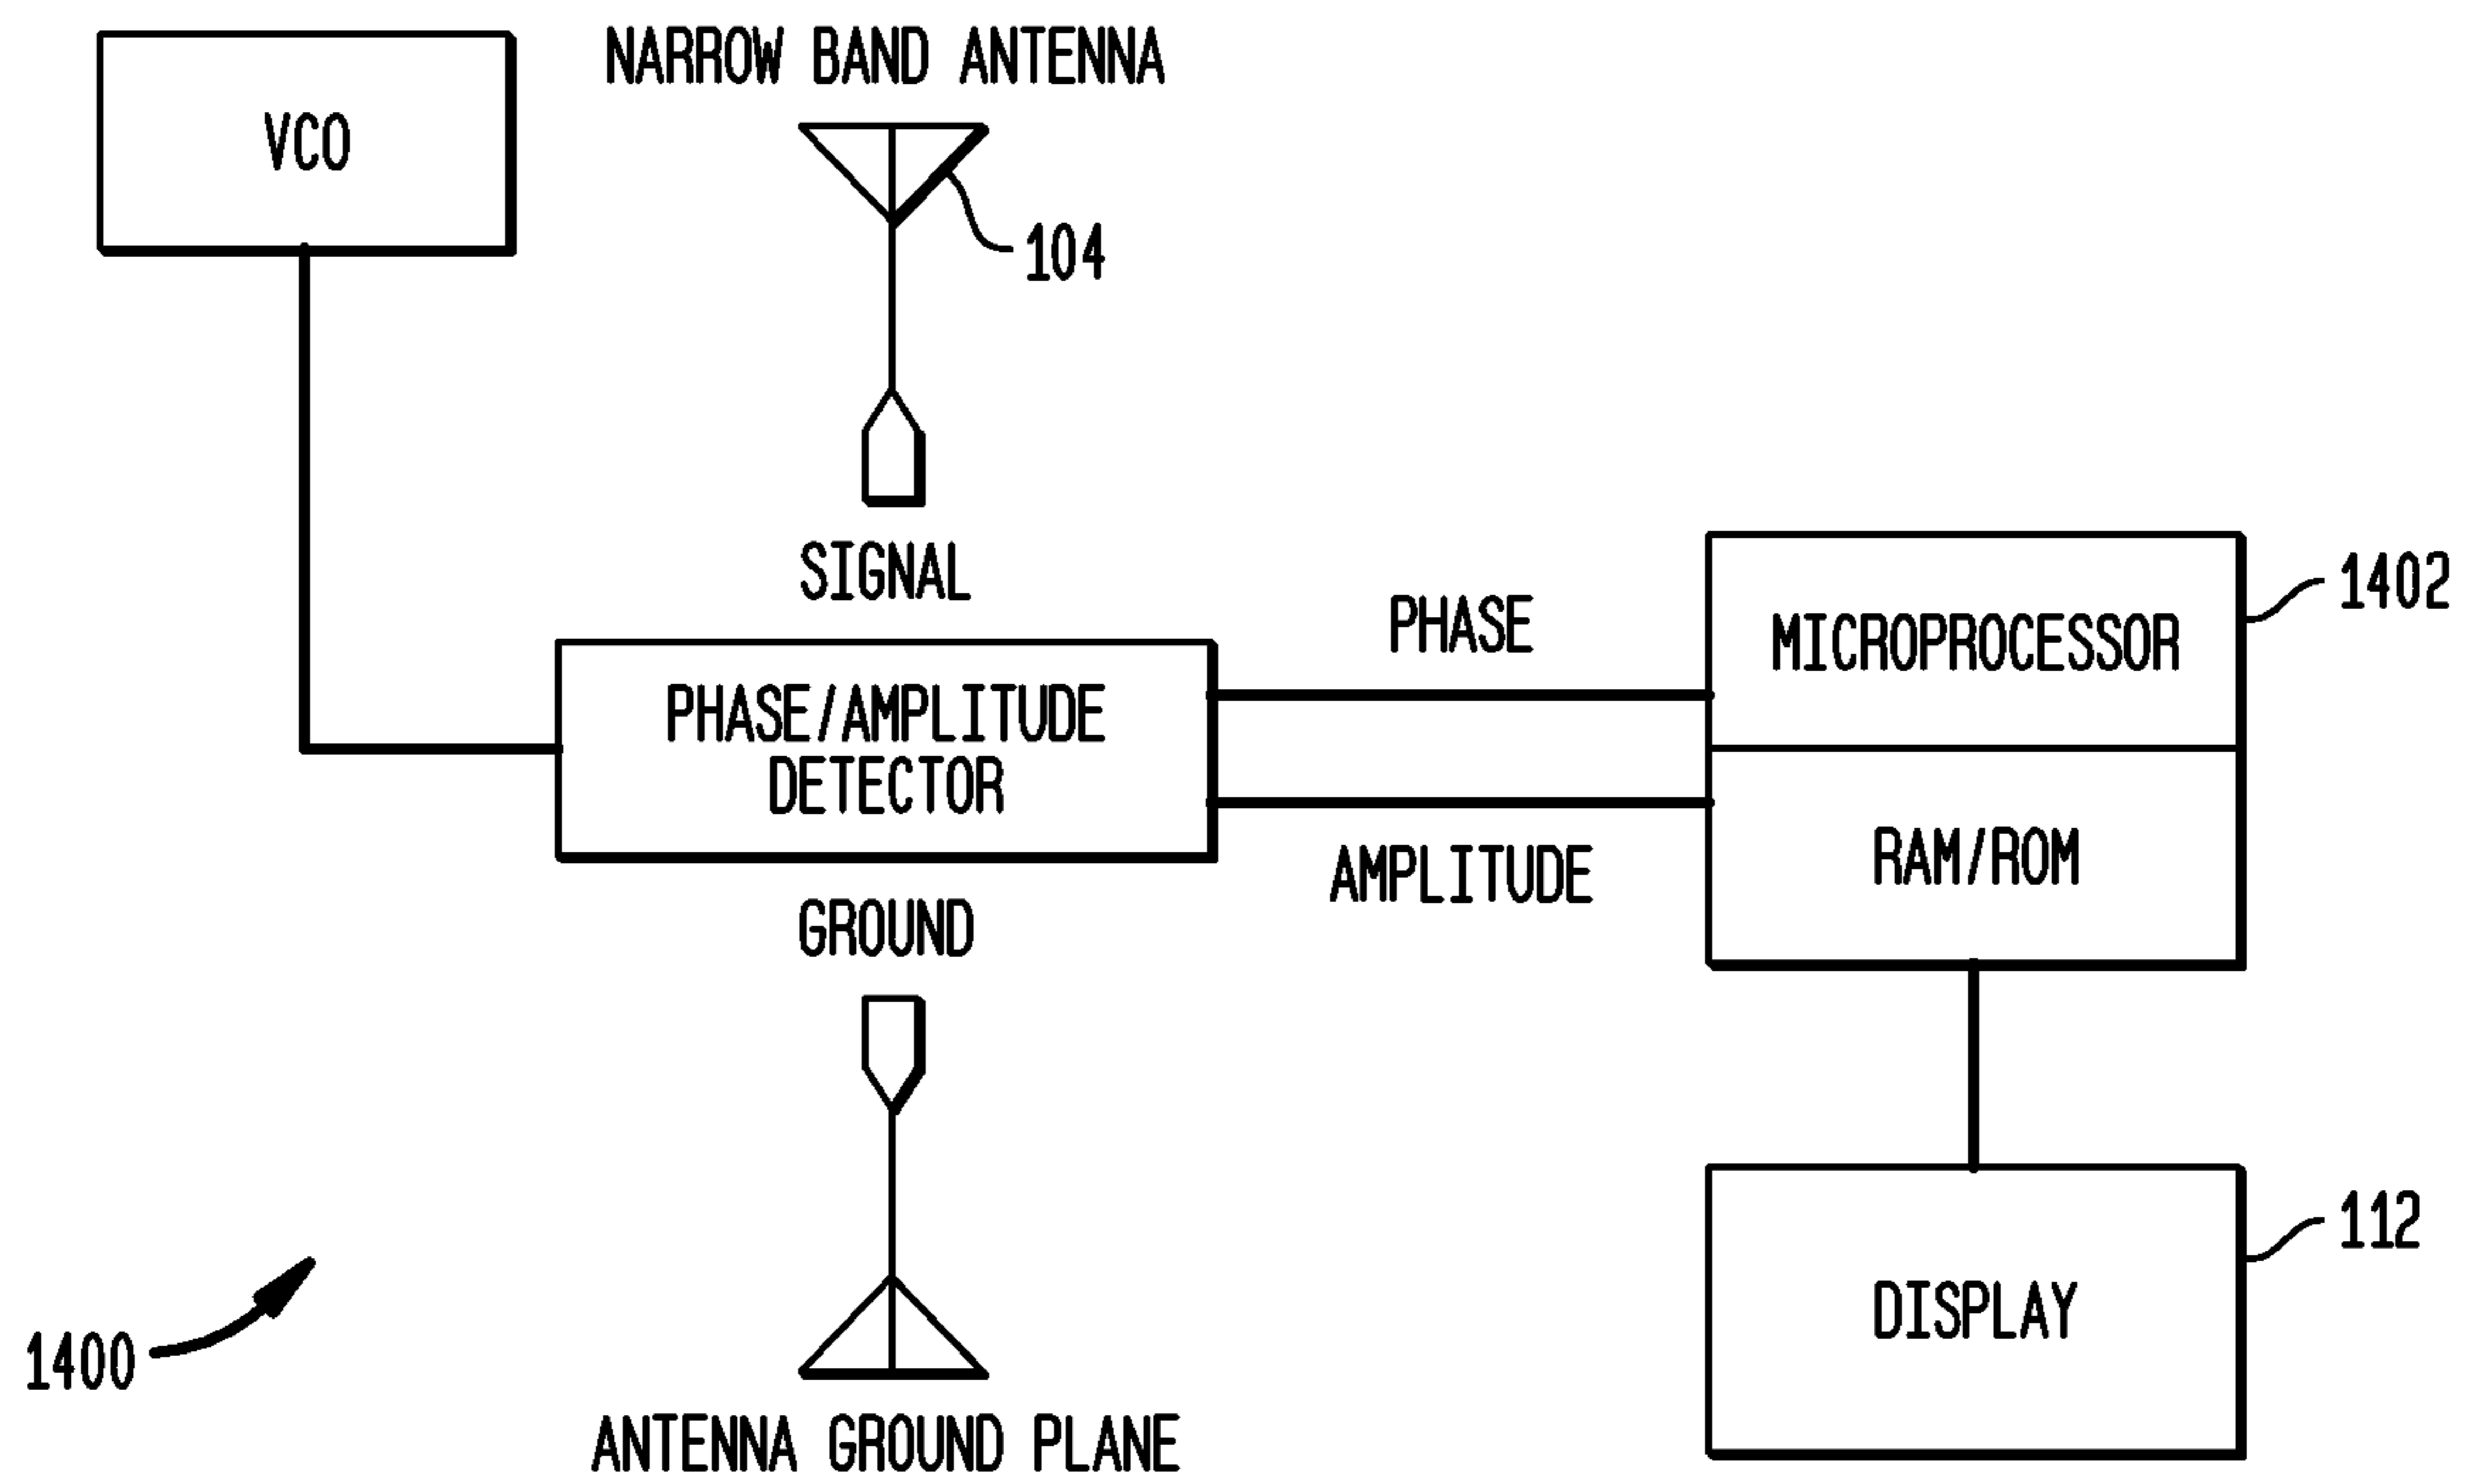 VCO
NARROW BAND ANTENNA
104
SIGNAL
PHASE/AMPLITUDE
DETECTOR
GROUND
ANTENNA GROUND PLANE
PHASE
AMPLITUDE
MICROPROCESSOR
1402
RAM/ROM
DISPLAY
112
1400